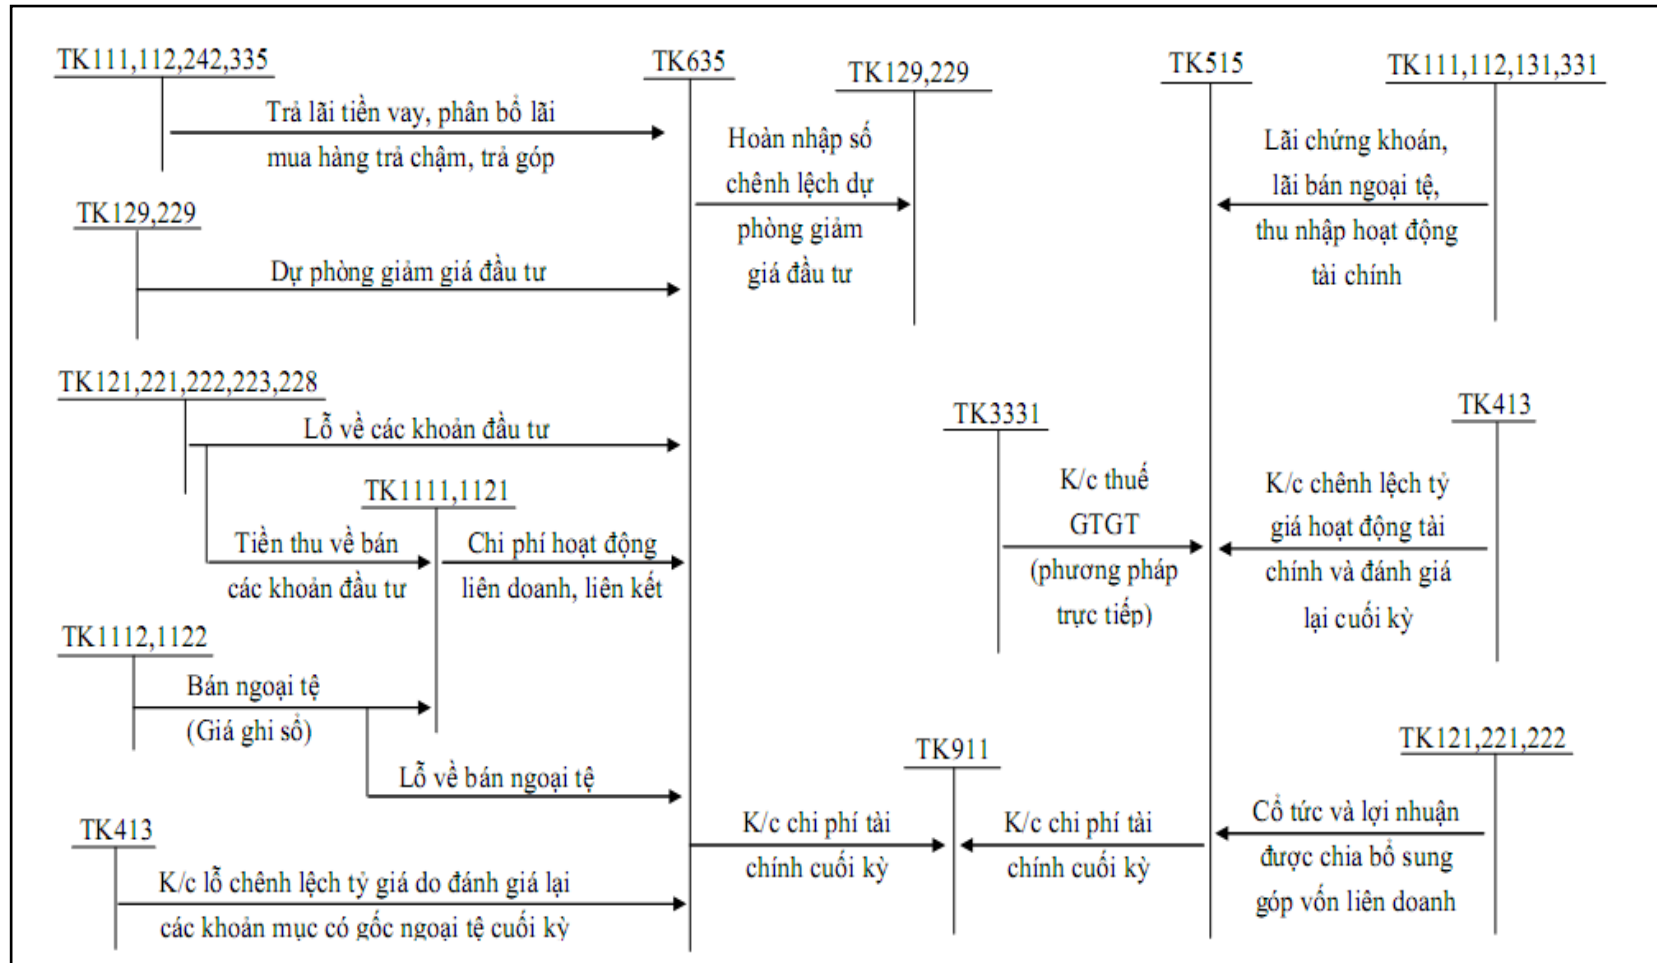 TK111,112,242,335
Trả lãi tiền vay, phân bổ lãi
mua hàng trả chậm, trả góp
TK129,229
Dự phòng giảm giá đầu tư
TK121,221,222,223,228
Lỗ về các khoản đầu tư
TK1111,1121
Tiền thu về bán
các khoản đầu tư
Chi phí hoạt động
liên doanh, liên kết
TK1112,1122
Bán ngoại tệ
(Giá ghi sổ)
Lỗ về bán ngoại tệ
TK413
K/c lỗ chênh lệch tỷ giá do đánh giá lại
các khoản mục có gốc ngoại tệ cuối kỳ
TK635
TK129,229
Hoàn nhập số
chênh lệch dự
phòng giảm
giá đầu tư
TK3331
K/c thuế
GTGT
(phương pháp
trực tiếp)
TK911
K/c chi phí tài
chính cuối kỳ
K/c chi phí tài
chính cuối kỳ
TK515
TK111,112,131,331
Lãi chứng khoán,
lãi bán ngoại tệ,
thu nhập hoạt động
tài chính
TK413
K/c chênh lệch tỷ
giá hoạt động tài
chính và đánh giá
lại cuối kỳ
TK121,221,222
Cổ tức và lợi nhuận
được chia bổ sung
góp vốn liên doanh